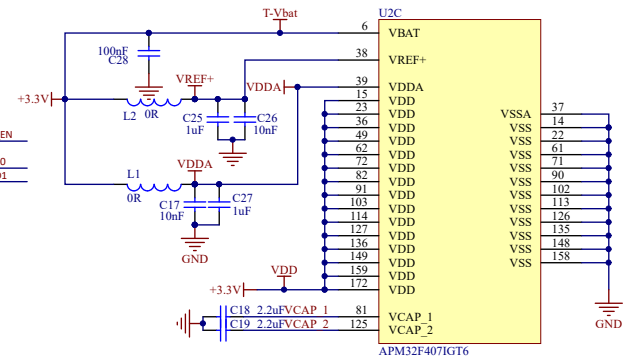 T-Vbat
U2C
6 VBAT
100nF
C28
38 VREF+
VREF+
+3.3V
VDDA 39 VDDA
L2 0R
C25
1uF
C26
10nF
15 VDD
23 VDD
36 VDD
49 VDD
62 VDD
72 VDD
82 VDD
91 VDD
103 VDD
114 VDD
127 VDD
136 VDD
149 VDD
159 VDD
172 VDD
VSSA 37
VSS 14
VSS 22
VSS 61
VSS 71
VSS 90
VSS 102
VSS 113
VSS 126
VSS 135
VSS 148
VSS 158
EN
0
01
VDDA
L1
0R
C17
10nF
C27
1uF
GND
VDD
+3.3V
GND
C18 2.2uF VCAP_1 81 VCAP_1
C19 2.2uF VCAP_2 125 VCAP_2
APM32F407IGT6